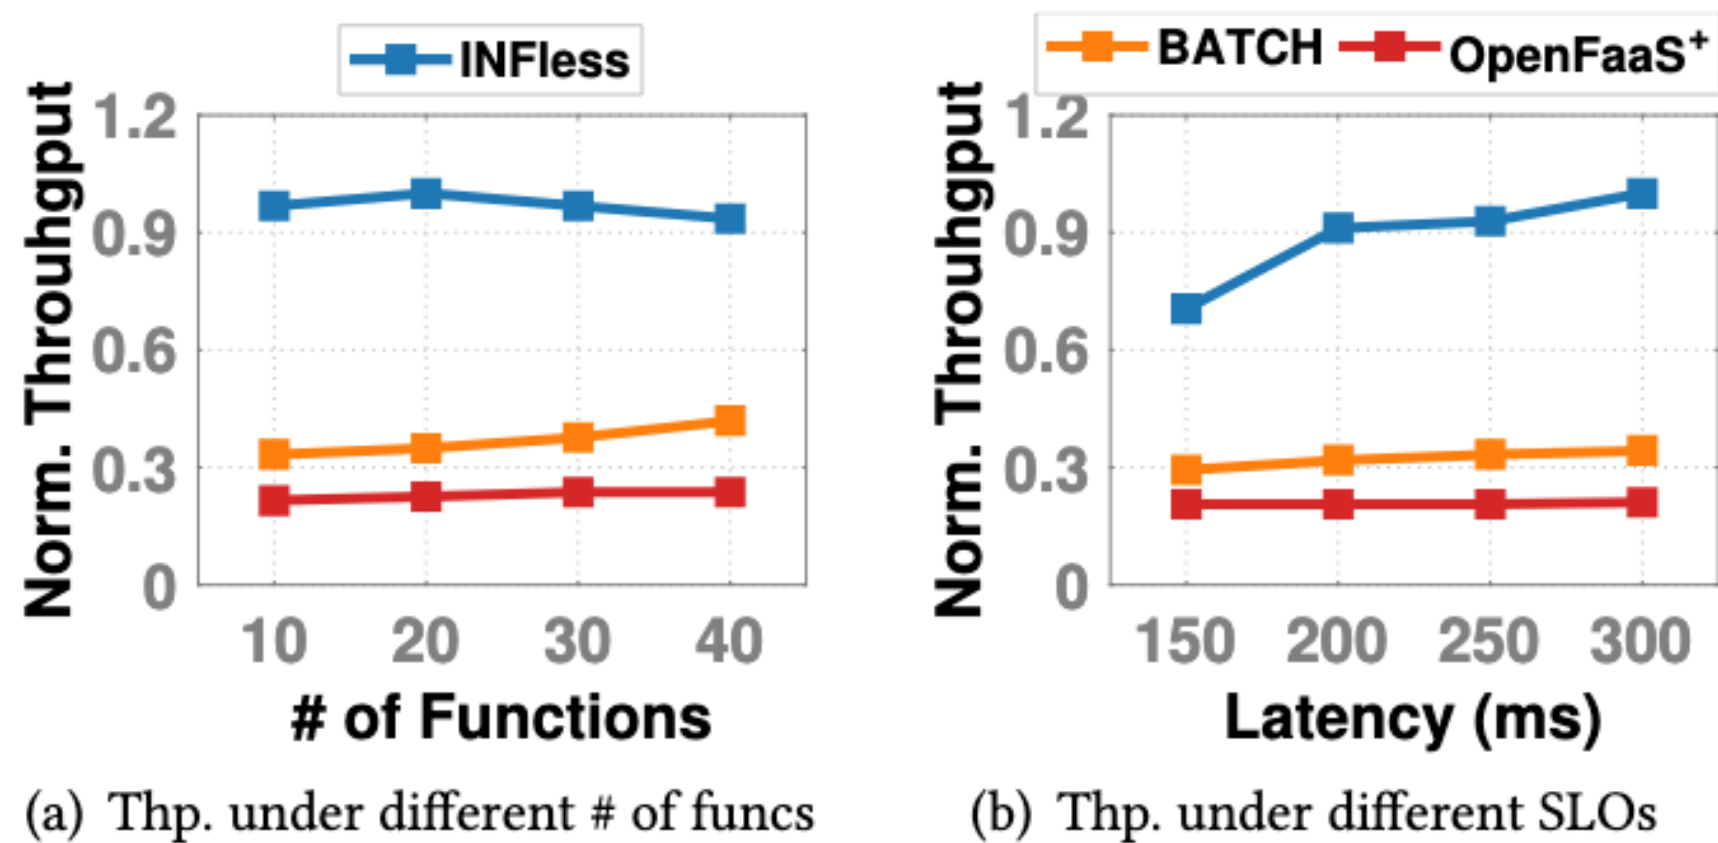 INFless
BATCH OpenFaaS+
Norm. Throuhgput
1.2
0.9
0.6
0.3
0
10 20 30 40
# of Functions
(a) Thp. under different # of funcs
Norm. Throuhgput
1.2
0.9
0.6
0.3
0
150 200 250 300
Latency (ms)
(b) Thp. under different SLOs